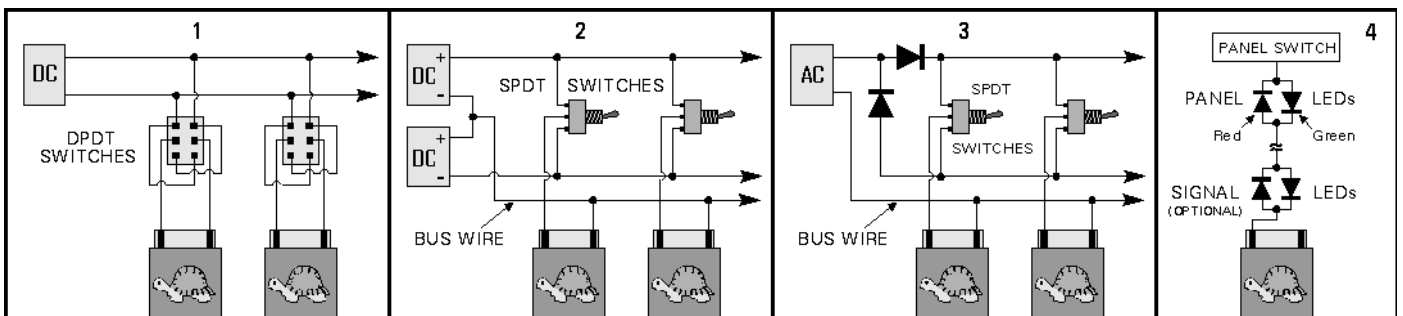 1
DC
DPDT
SWITCHES
2
DC
+
-
SPDT SWITCHES
DC
+
-
BUS WIRE
3
AC
SPDT
SWITCHES
BUS WIRE
4
PANEL SWITCH
PANEL LEDs
Red Green
SIGNAL LEDs
(OPTIONAL)